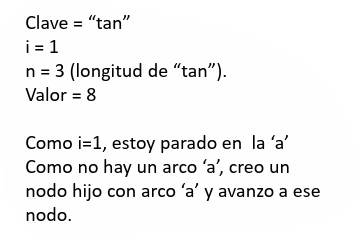 Clave = “tan”
i = 1
n = 3 (longitud de “tan”).
Valor = 8
Como i=1, estoy parado en  la ‘a’
Como no hay un arco ‘a’, creo un
nodo hijo con arco ‘a’ y avanzo a ese
nodo.